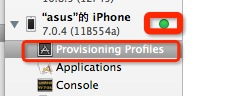 “asus”的 iPhone
7.0.4 (11B554a)
Provisioning Profiles
Applications
Console